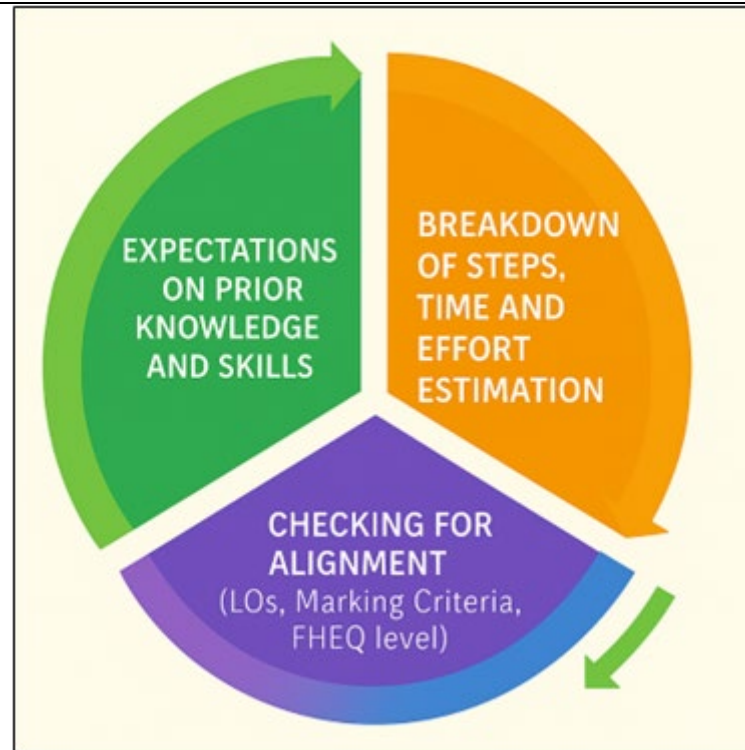 EXPECTATIONS
ON PRIOR
KNOWLEDGE
AND SKILLS
BREAKDOWN
OF STEPS,
TIME AND
EFFORT
ESTIMATION
CHECKING FOR
ALIGNMENT
(LOs, Marking Criteria,
FHEQ level)